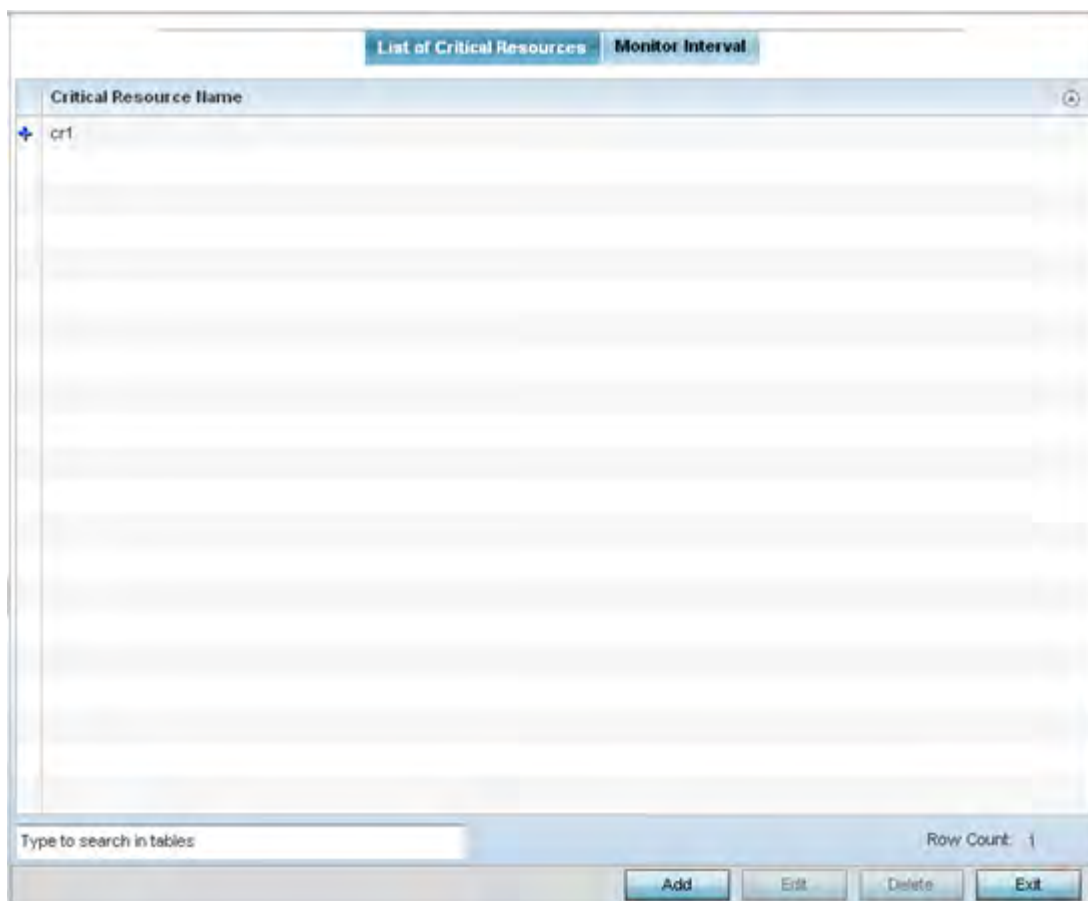 List of Critical Resources Monitor Interval
Critical Resource Name
cr1
Type to search in tables Row Count: 1
Add Edit Delete Exit